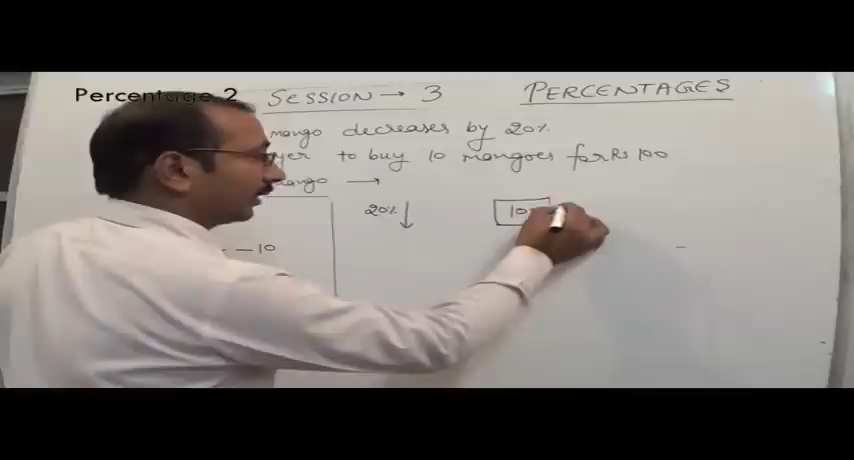 Percentage 2
SESSION → 3 PERCENTAGES
mango decreases by 20%
to buy 10 mangoes for Rs 100
mango →
20% ↓ 10
— 10